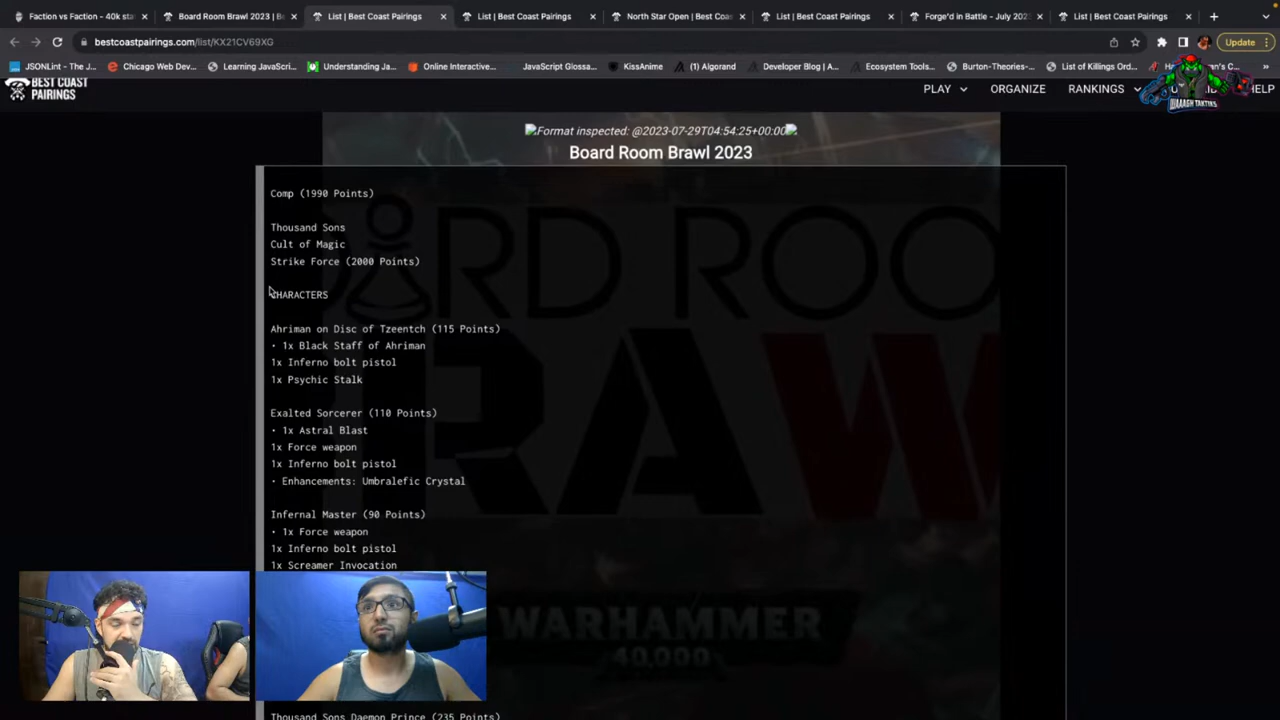 Faction vs Faction - 40k sta
Board Room Brawl 2023 | B
List | Best Coast Pairings
List | Best Coast Pairings
North Star Open | Best Coa
List | Best Coast Pairings
Forge'd in Battle - July 202
List | Best Coast Pairings
bestcoastpairings.com/list/KX21CV69XG
Update
JSONLint - The J...
Chicago Web Dev...
Learning JavaScri...
Understanding Ja...
Online Interactive...
JavaScript Glossa...
KissAnime
(1) Algorand
Developer Blog | A...
Ecosystem Tools...
Burton-Theories-...
List of Killings Ord...
BEST COAST
PAIRINGS
PLAY
ORGANIZE
RANKINGS
HELP
WAAAGH TAKTIKS
Format inspected: @2023-07-29T04:54:25+00:00
Board Room Brawl 2023
Comp (1990 Points)
Thousand Sons
Cult of Magic
Strike Force (2000 Points)
CHARACTERS
Ahriman on Disc of Tzeentch (115 Points)
• 1x Black Staff of Ahriman
1x Inferno bolt pistol
1x Psychic Stalk
Exalted Sorcerer (110 Points)
• 1x Astral Blast
1x Force weapon
1x Inferno bolt pistol
• Enhancements: Umbralefic Crystal
Infernal Master (90 Points)
• 1x Force weapon
1x Inferno bolt pistol
1x Screamer Invocation
Thousand Sons Daemon Prince (235 Points)
WARHAMMER
40,000